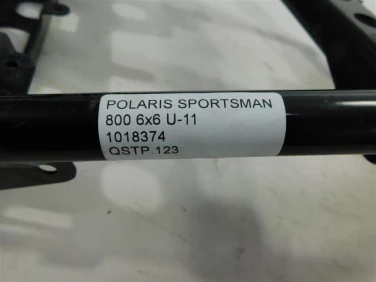 POLARIS SPORTSMAN
800 6x6 U-11
1018374
QSTP.123